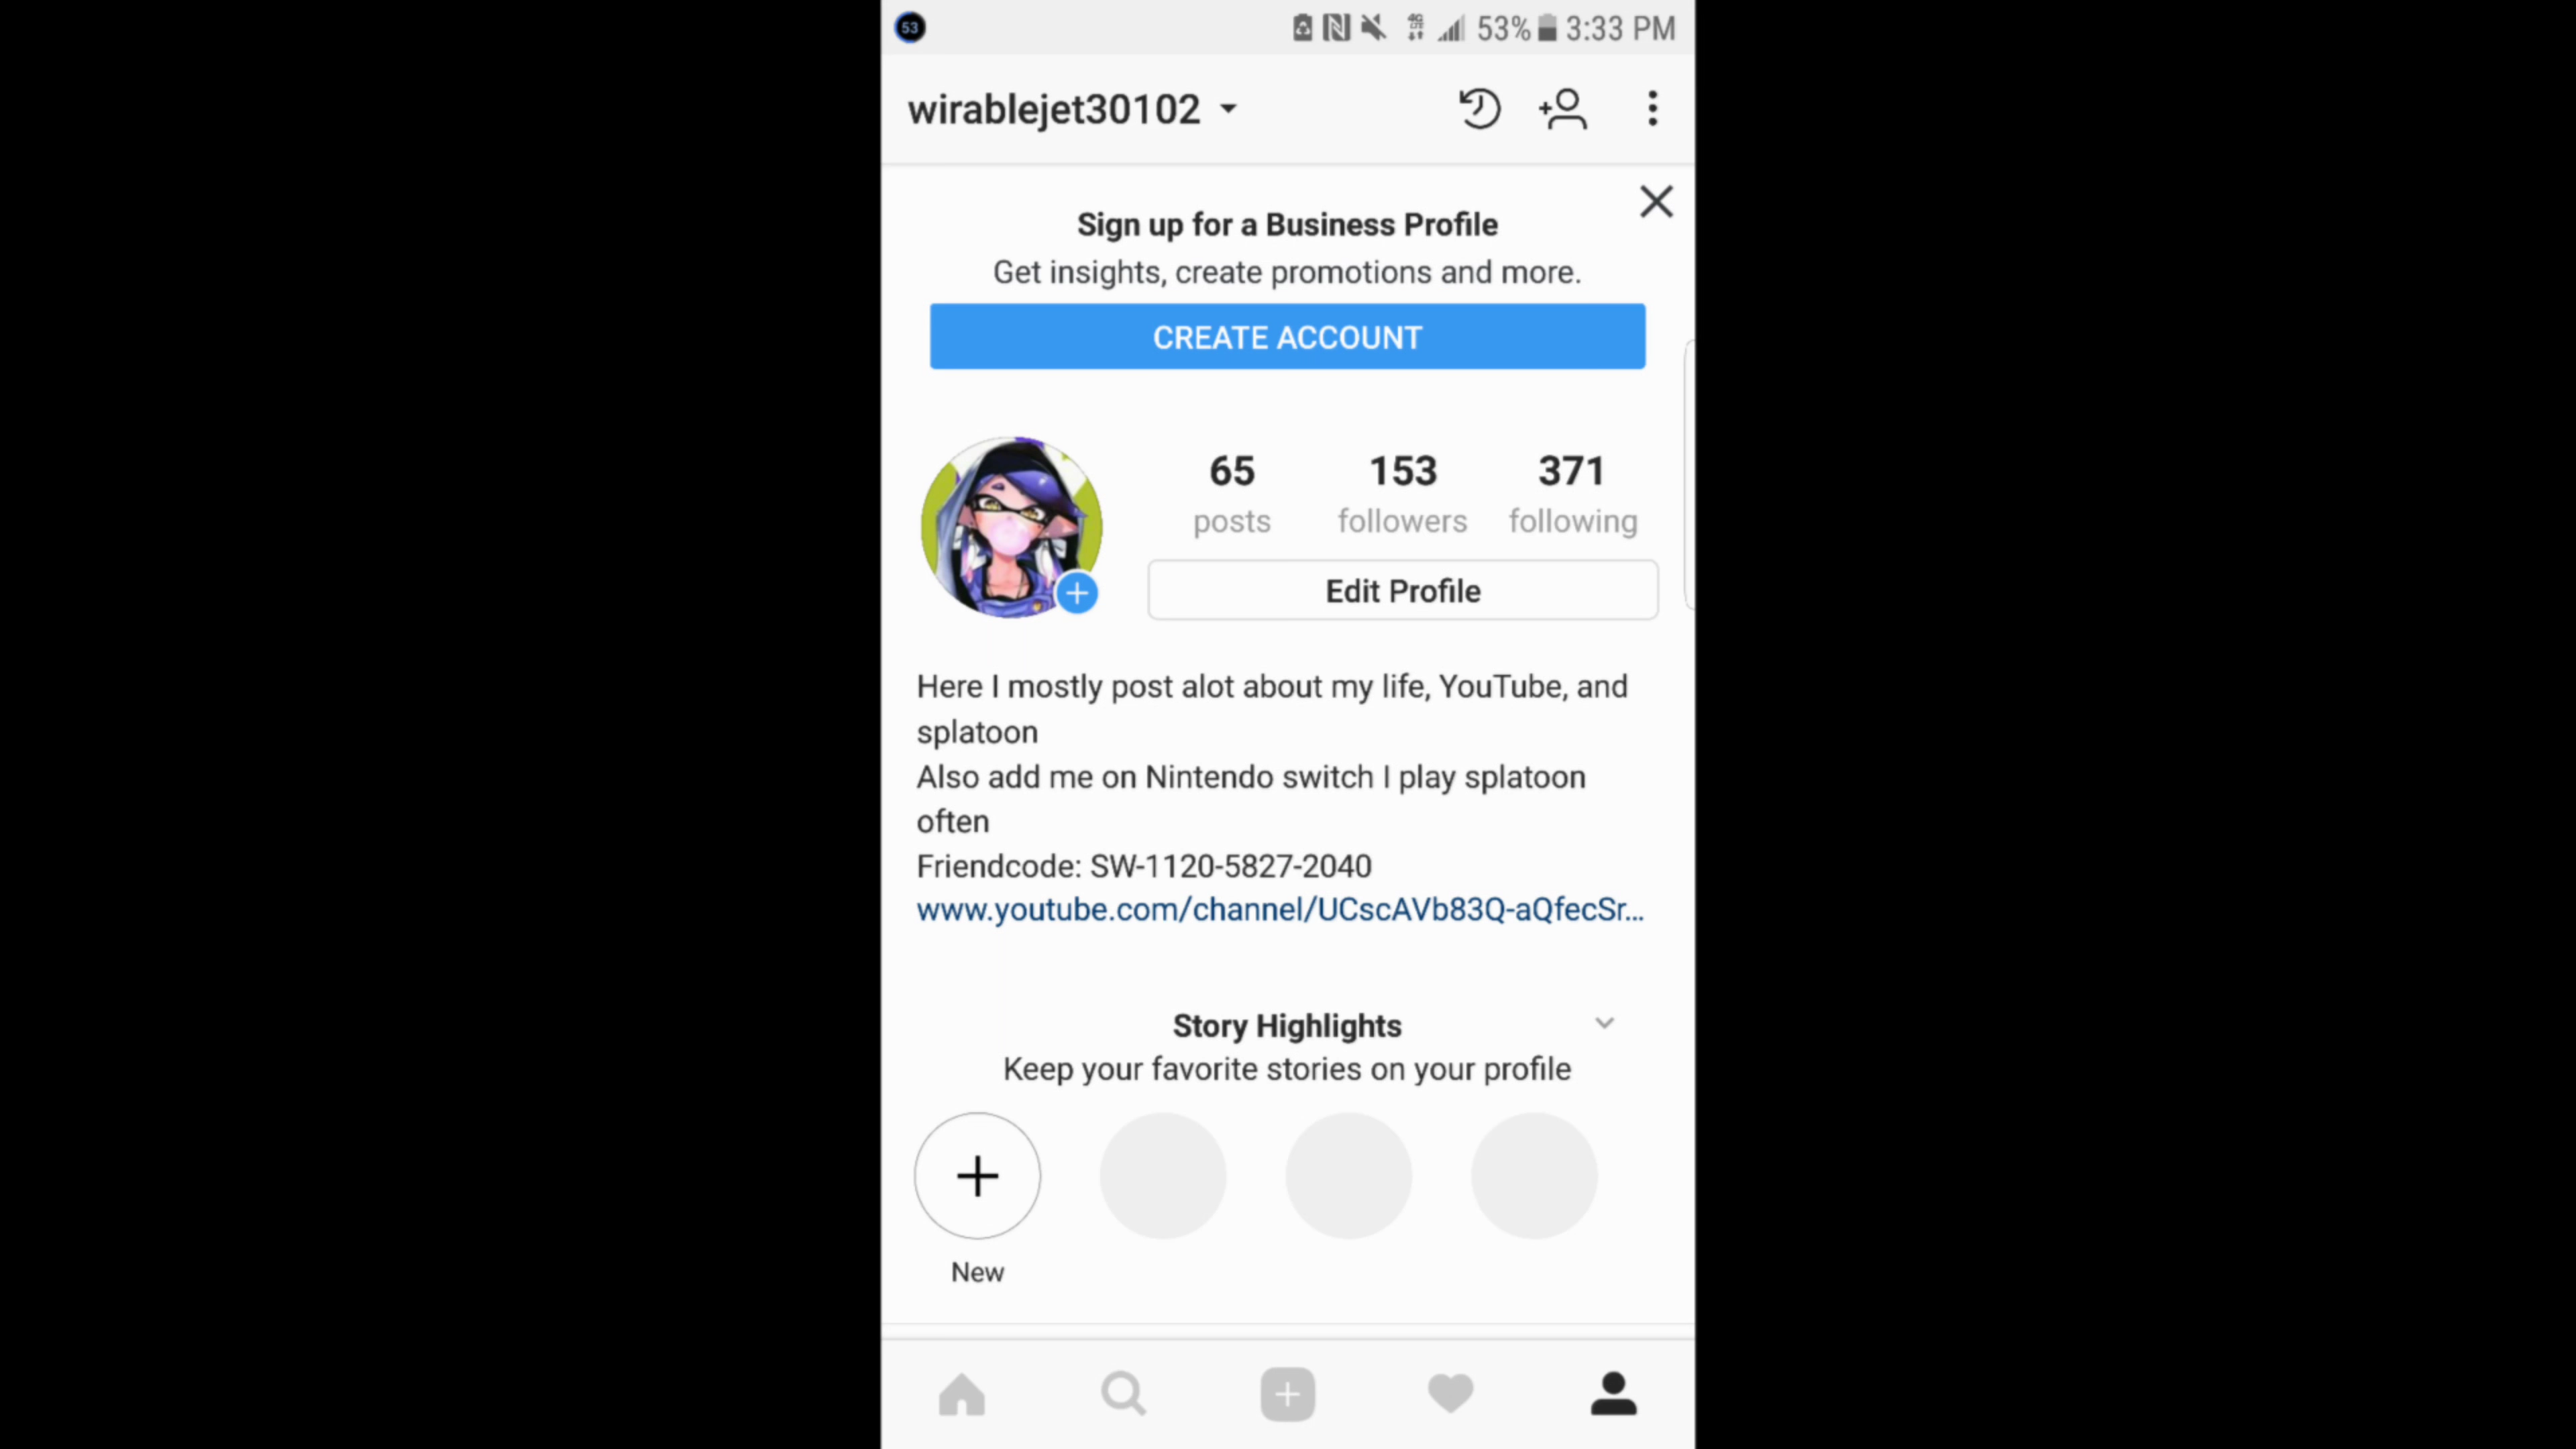 53
53% 3:33 PM
wirablejet30102
Sign up for a Business Profile
Get insights, create promotions and more.
CREATE ACCOUNT
65 153 371
posts followers following
Edit Profile
Here I mostly post alot about my life, YouTube, and
splatoon
Also add me on Nintendo switch I play splatoon
often
Friendcode: SW-1120-5827-2040
www.youtube.com/channel/UCscAVb83Q-aQfecSr...
Story Highlights
Keep your favorite stories on your profile
New